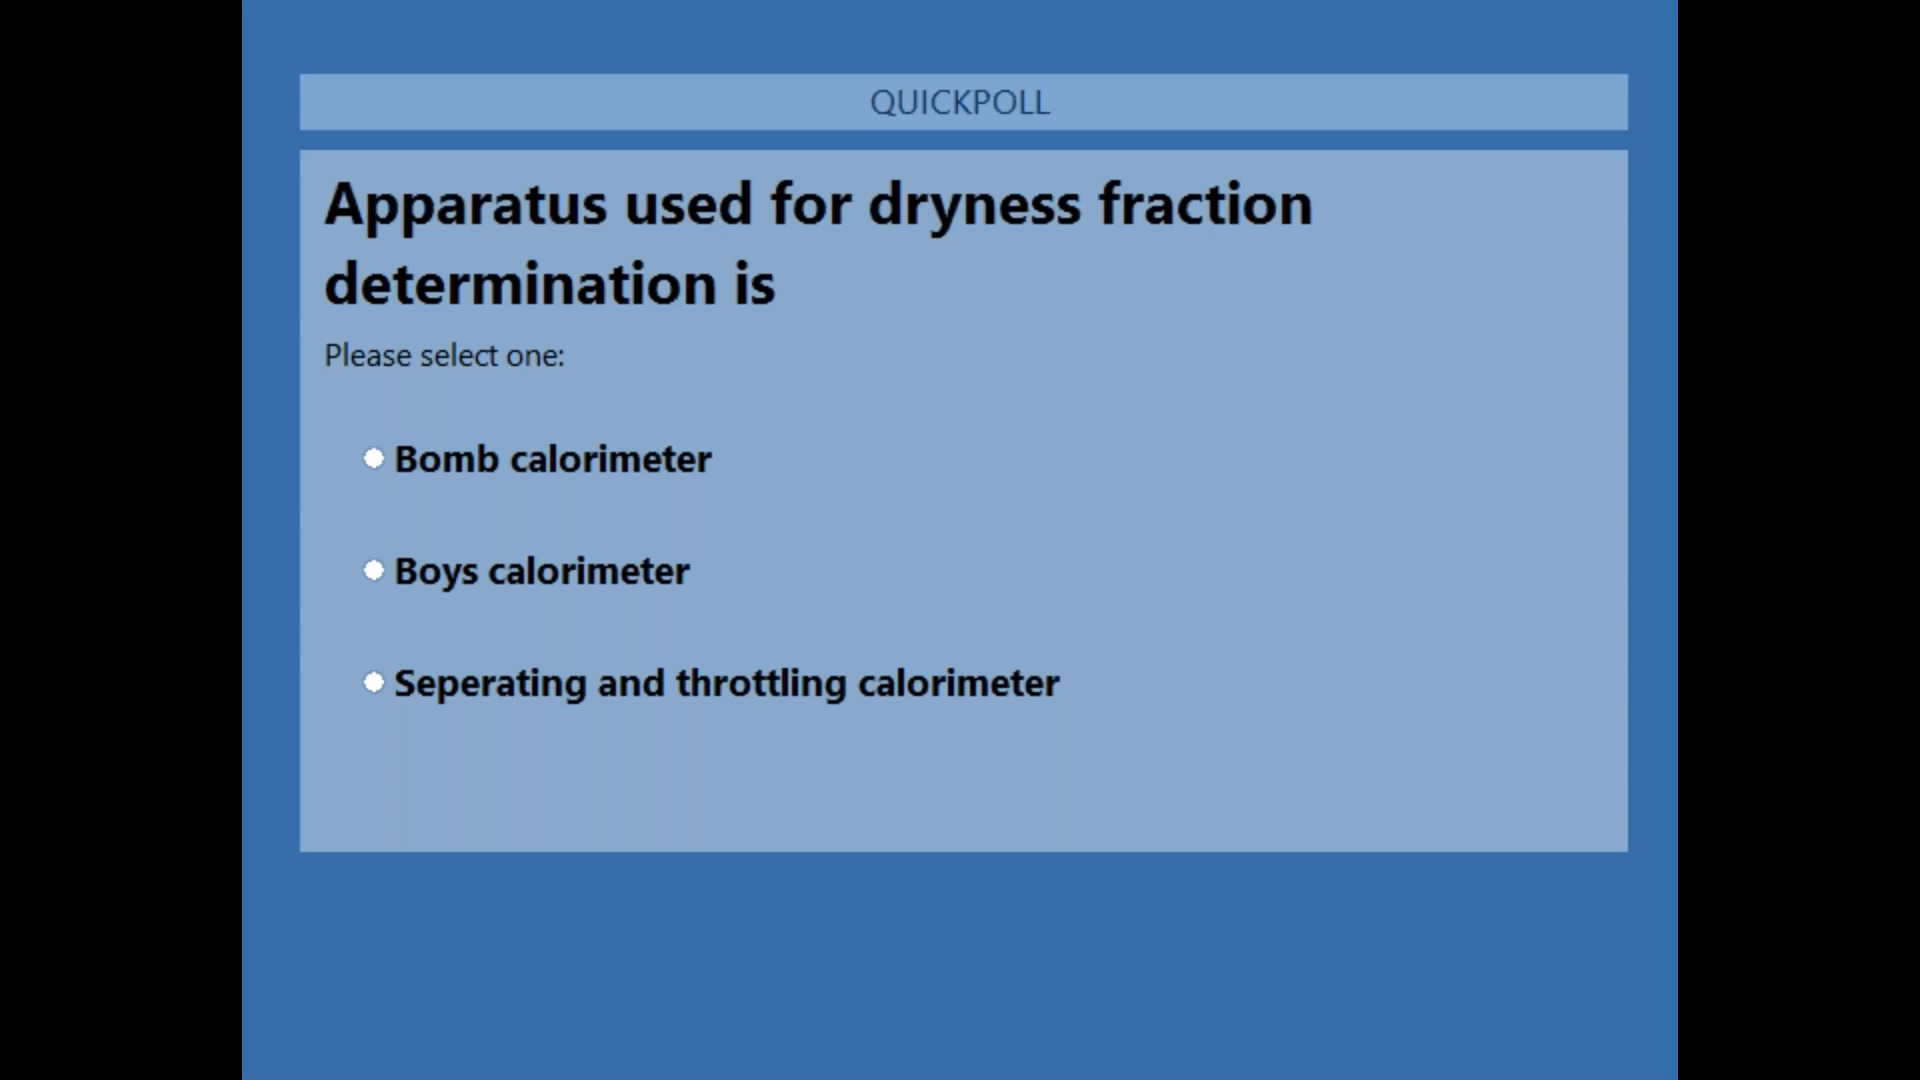 QUICKPOLL
Apparatus used for dryness fraction
determination is
Please select one:
Bomb calorimeter
Boys calorimeter
Seperating and throttling calorimeter